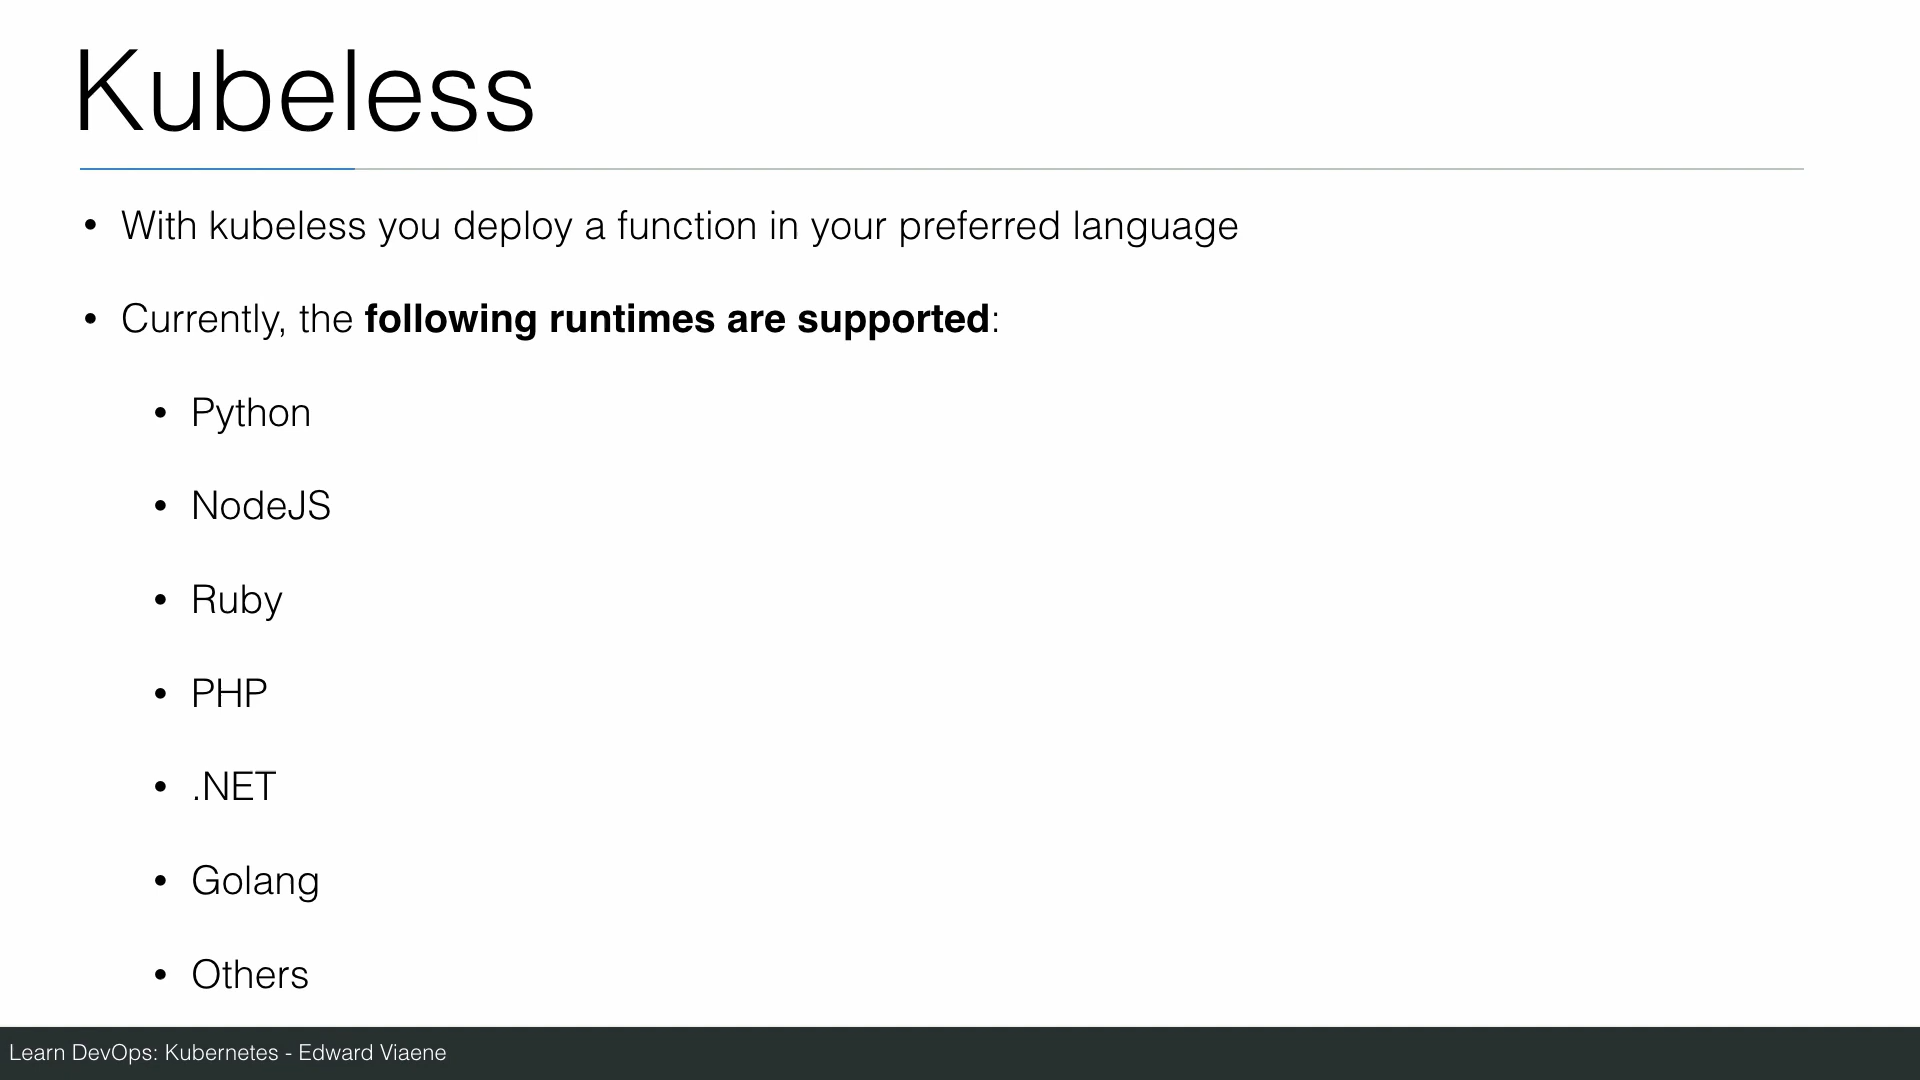 Kubeless
• With kubeless you deploy a function in your preferred language
• Currently, the following runtimes are supported:
• Python
• NodeJS
• Ruby
• PHP
• .NET
• Golang
• Others
Learn DevOps: Kubernetes - Edward Viaene